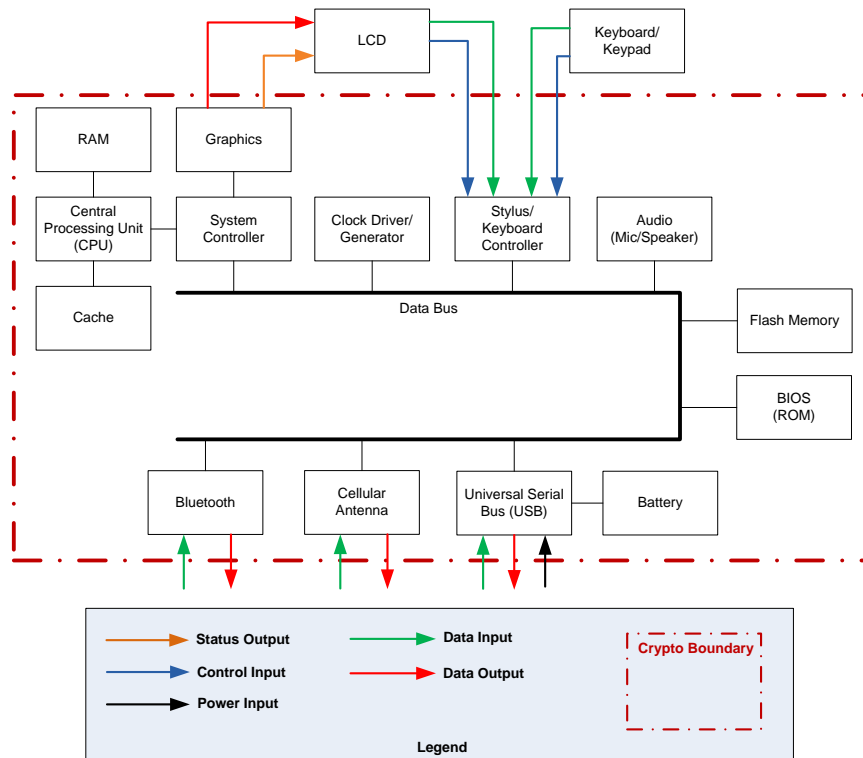 LCD
Keyboard/
Keypad
RAM
Graphics
Central
Processing Unit
(CPU)
System
Controller
Clock Driver/
Generator
Stylus/
Keyboard
Controller
Audio
(Mic/Speaker)
Cache
Data Bus
Flash Memory
BIOS
(ROM)
Bluetooth
Cellular
Antenna
Universal Serial
Bus (USB)
Battery
Status Output
Data Input
Crypto Boundary
Control Input
Data Output
Power Input
Legend